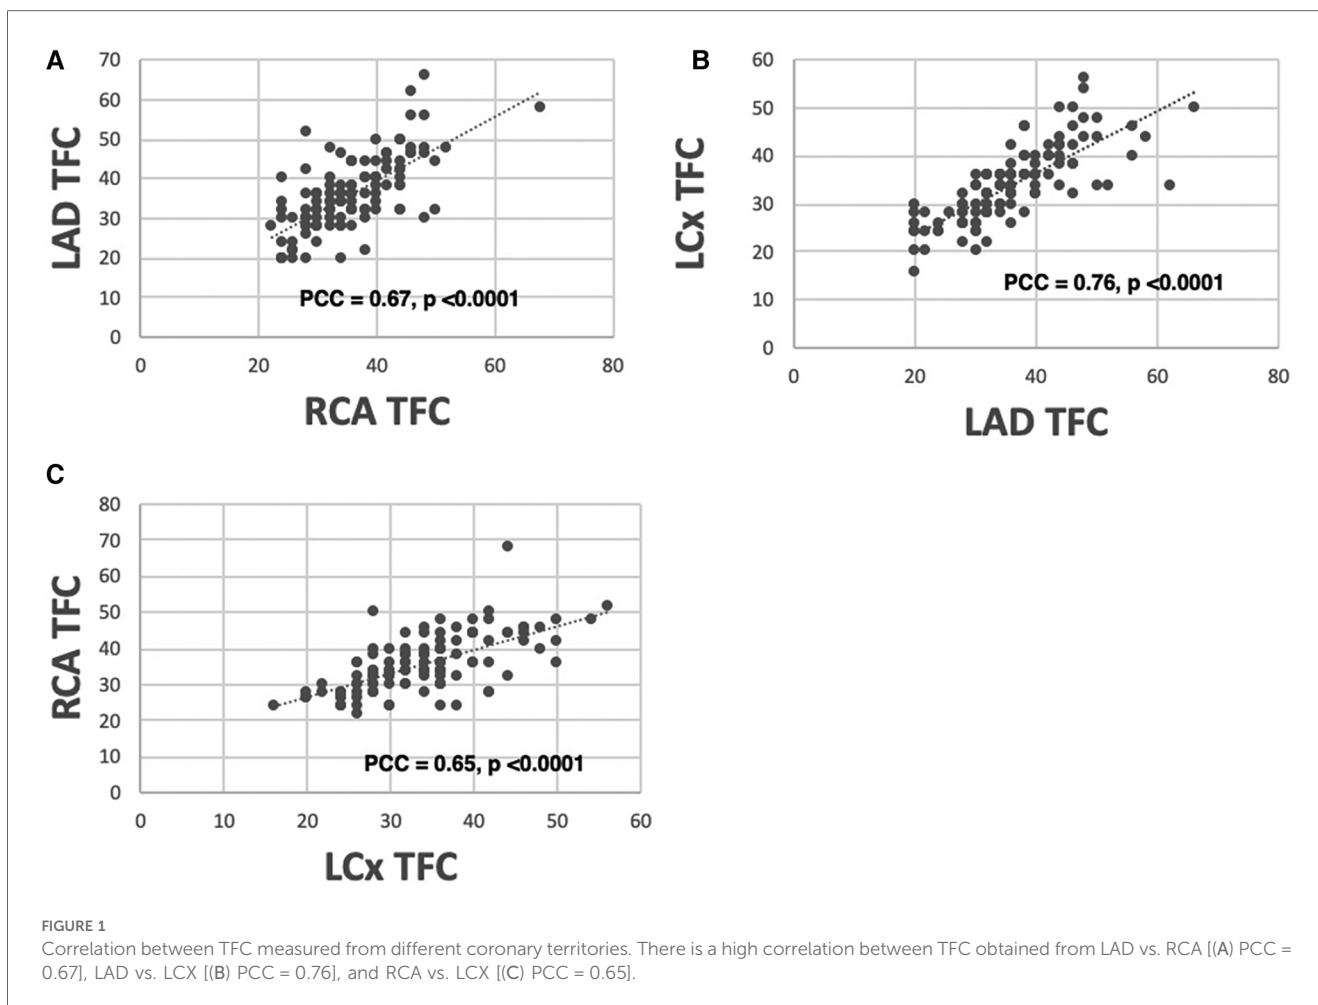 A
70
60
50
40
30
20
10
0
LAD TFC
PCC = 0.67, p <0.0001
0 20 40 60 80
RCA TFC
B
60
50
40
30
20
10
0
LCx TFC
PCC = 0.76, p <0.0001
0 20 40 60 80
LAD TFC
C
80
70
60
50
40
30
20
10
0
RCA TFC
PCC = 0.65, p <0.0001
0 10 20 30 40 50 60
LCx TFC
FIGURE 1
Correlation between TFC measured from different coronary territories. There is a high correlation between TFC obtained from LAD vs. RCA [(A) PCC =
0.67], LAD vs. LCX [(B) PCC = 0.76], and RCA vs. LCX [(C) PCC = 0.65].